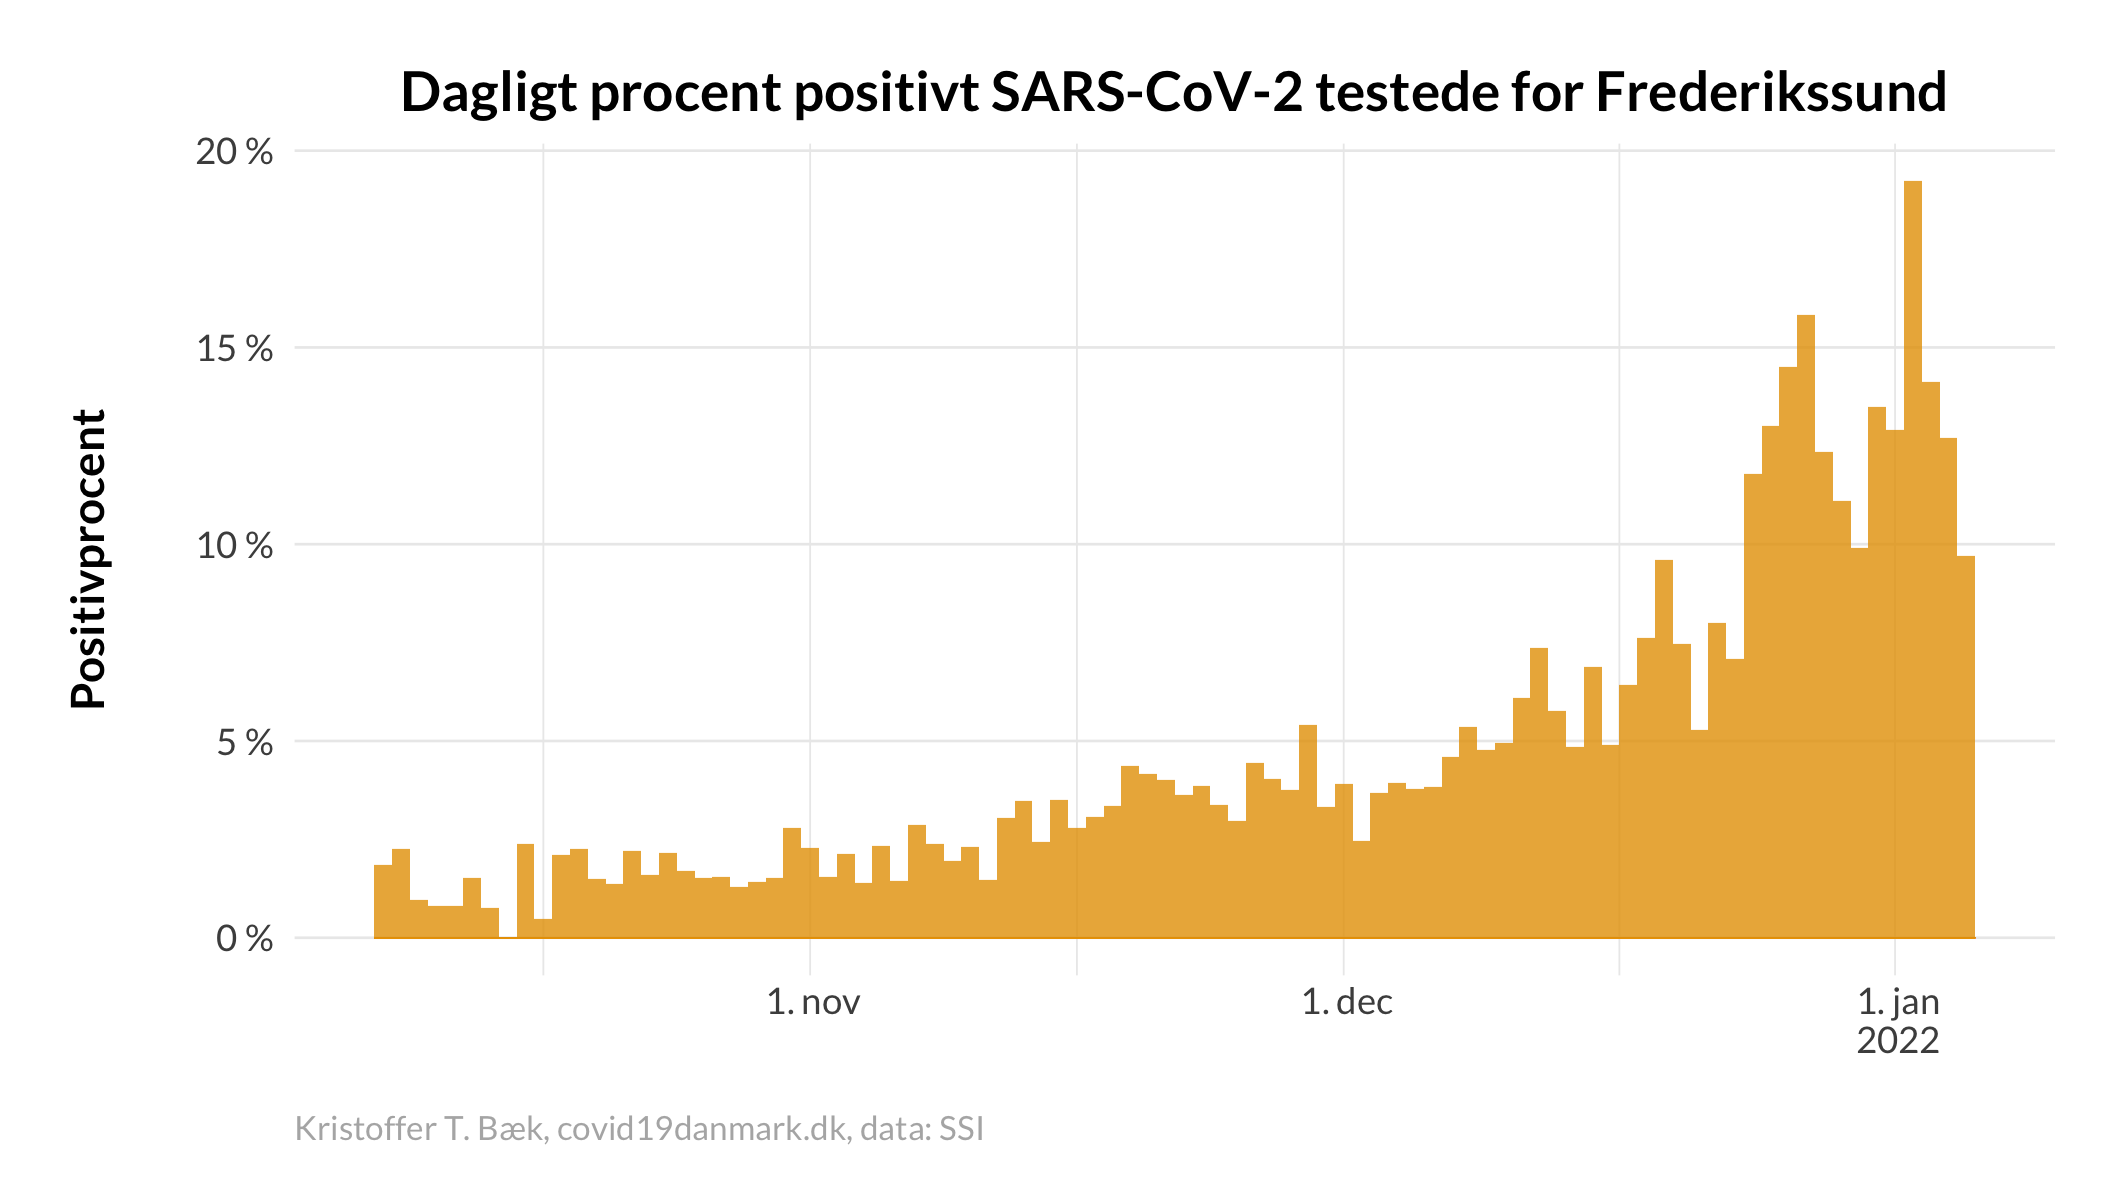 Dagligt procent positivt SARS-CoV-2 testede for Frederikssund
Positivprocent
20 %
15 %
10 %
5 %
0 %
1. nov
1. dec
1. jan
2022
Kristoffer T. Bæk, covid19danmark.dk, data: SSI